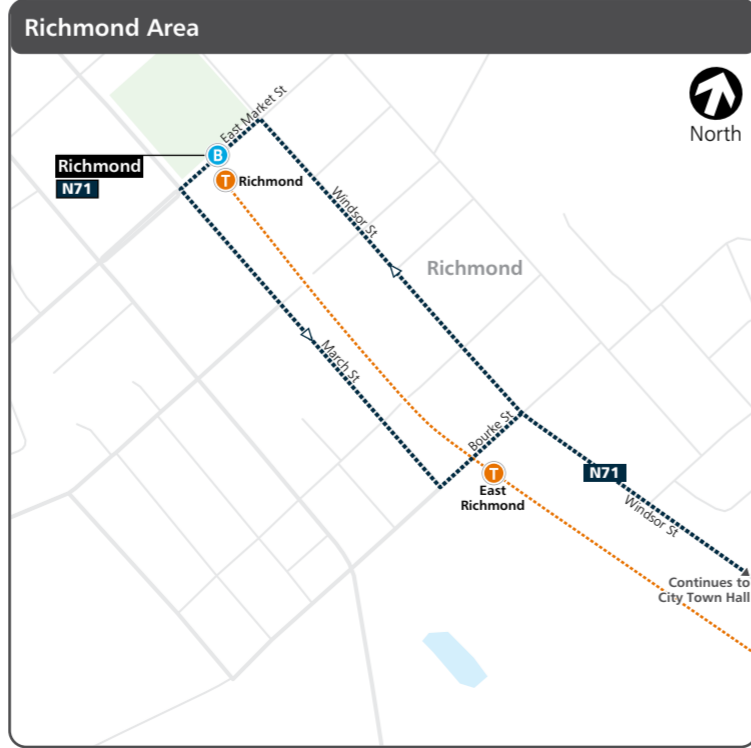 Richmond Area
North
East Market St
B
Richmond
N71
T
Richmond
Windsor St
Richmond
March St
Bourke St
T
East
Richmond
N71
Windsor St
Continues to
City Town Hall